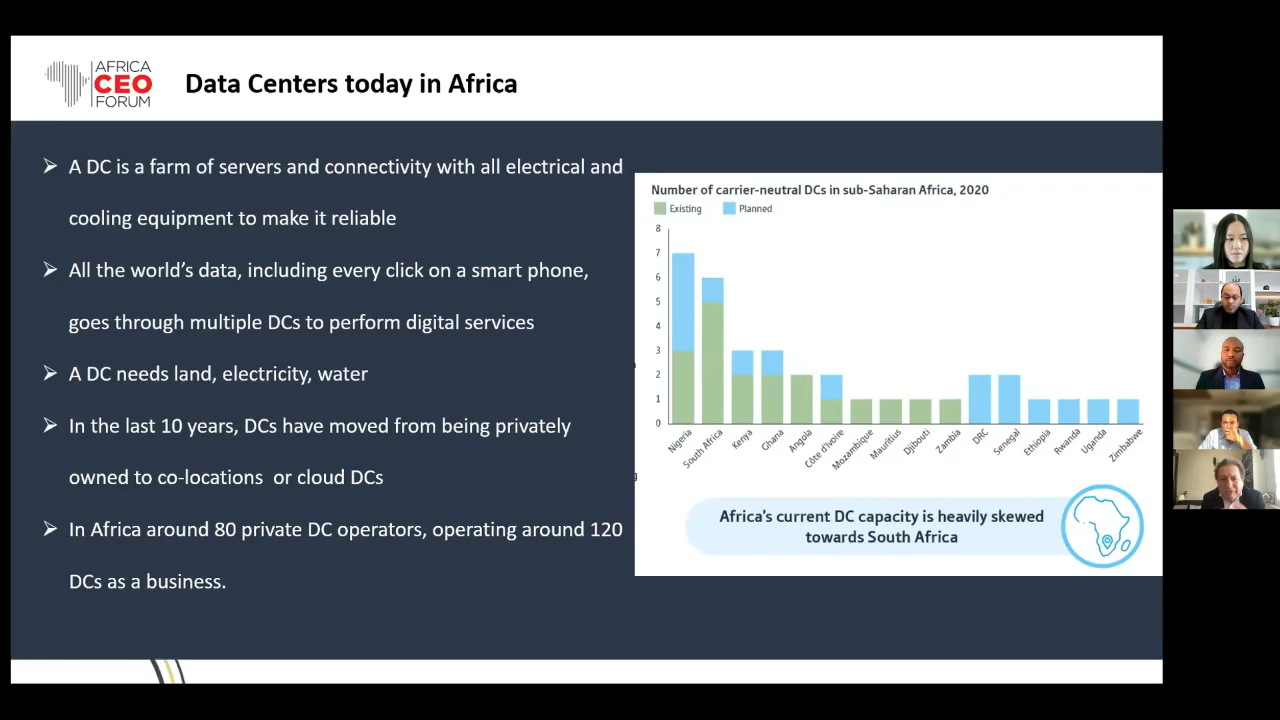 AFRICA
CEO
FORUM
Data Centers today in Africa
➢ A DC is a farm of servers and connectivity with all electrical and
cooling equipment to make it reliable
➢ All the world's data, including every click on a smart phone,
goes through multiple DCs to perform digital services
➢ A DC needs land, electricity, water
➢ In the last 10 years, DCs have moved from being privately
owned to co-locations or cloud DCs
➢ In Africa around 80 private DC operators, operating around 120
DCs as a business.
Number of carrier-neutral DCs in sub-Saharan Africa, 2020
Existing Planned
8
7
6
5
4
3
2
1
0
Nigeria
South Africa
Kenya
Ghana
Angola
Côte d'Ivoire
Mozambique
Mauritius
Djibouti
Zambia
DRC
Senegal
Ethiopia
Rwanda
Uganda
Zimbabwe
Africa's current DC capacity is heavily skewed
towards South Africa